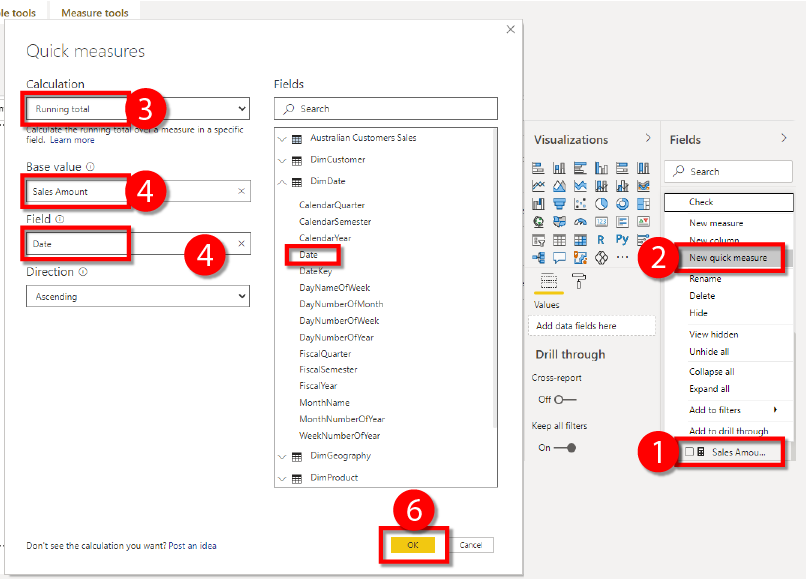 le tools
Measure tools
Quick measures
Calculation
Running total
3
Calculate the running total over a measure in a specific
field. Learn more
Base value
Sales Amount
4
Field
Date
4
Direction
Ascending
Don't see the calculation you want? Post an idea
Fields
Search
Australian Customers Sales
DimCustomer
DimDate
CalendarQuarter
CalendarSemester
CalendarYear
Date
DateKey
DayNameOfWeek
DayNumberOfMonth
DayNumberOfWeek
DayNumberOfYear
FiscalQuarter
FiscalSemester
FiscalYear
MonthName
MonthNumberOfYear
WeekNumberOfYear
DimGeography
DimProduct
6
OK
Cancel
Visualizations
R
Py
Values
Add data fields here
Drill through
Cross-report
Off
Keep all filters
On
Fields
Search
Check
New measure
New column
2
New quick measure
Rename
Delete
Hide
View hidden
Unhide all
Collapse all
Expand all
Add to filters
Add to drill through
1
Sales Amou...